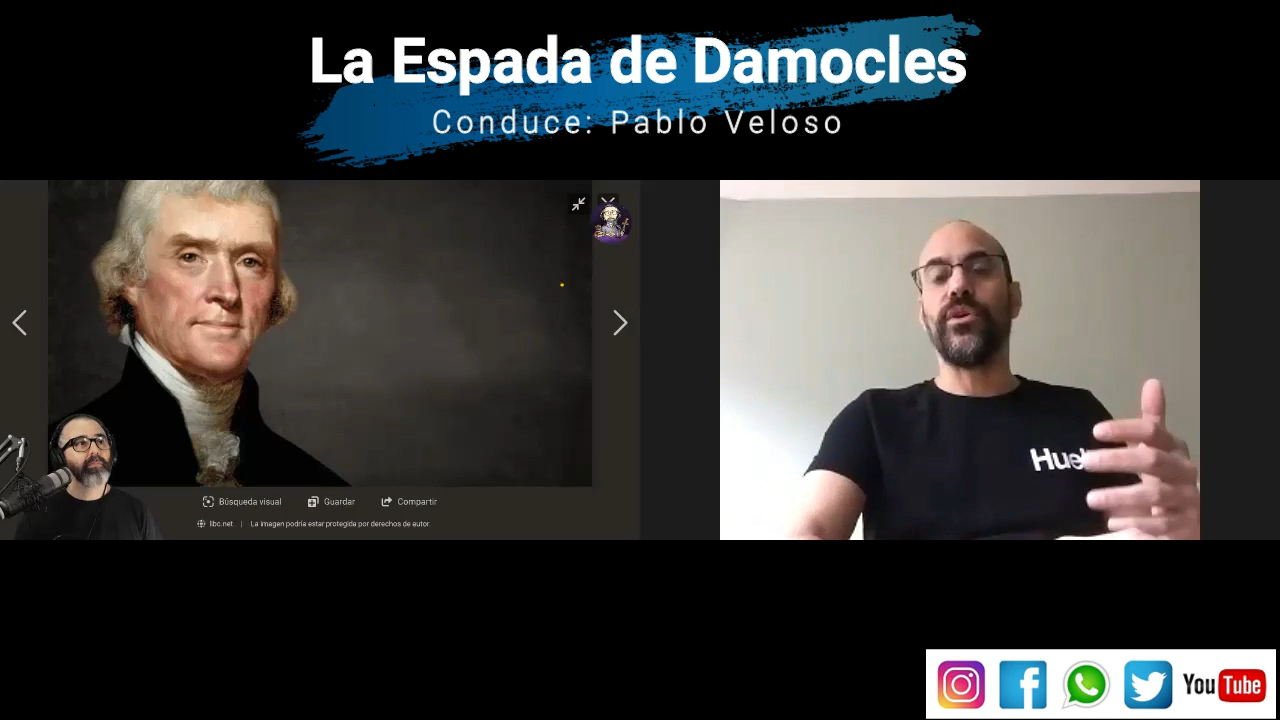 La Espada de Damocles
Conduce: Pablo Veloso
Búsqueda visual
Guardar
Compartir
libc.net | La imagen podría estar protegida por derechos de autor.
YouTube